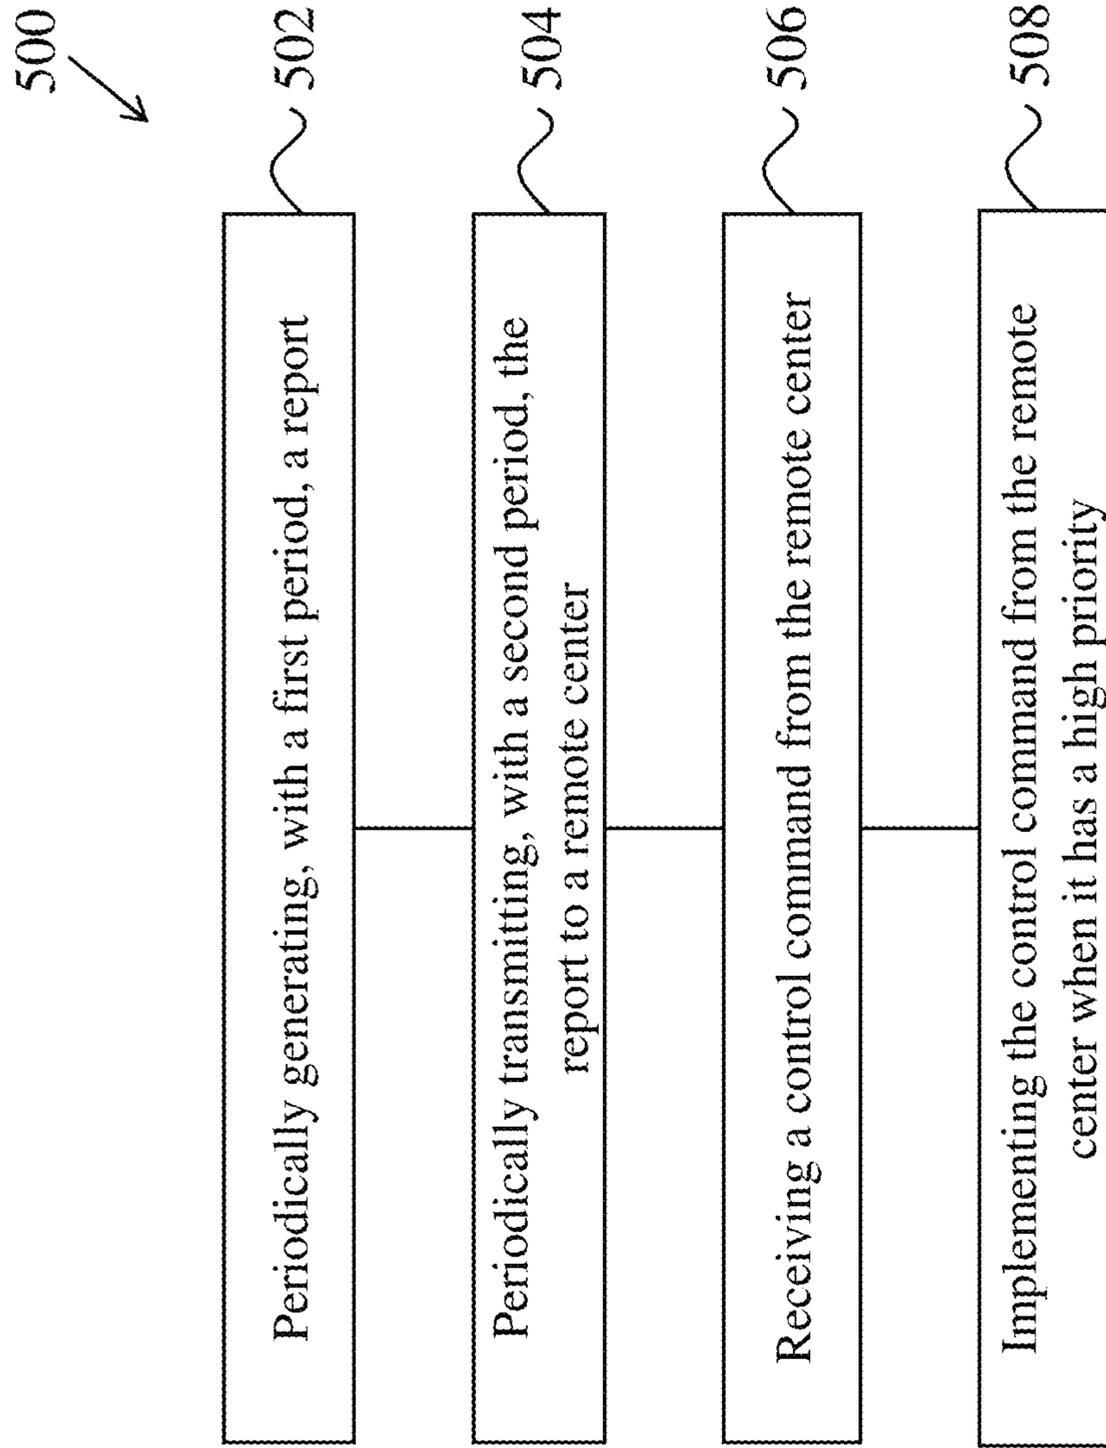 500
Periodically generating, with a first period, a report
502
Periodically transmitting, with a second period, the
report to a remote center
504
Receiving a control command from the remote center
506
Implementing the control command from the remote
center when it has a high priority
508